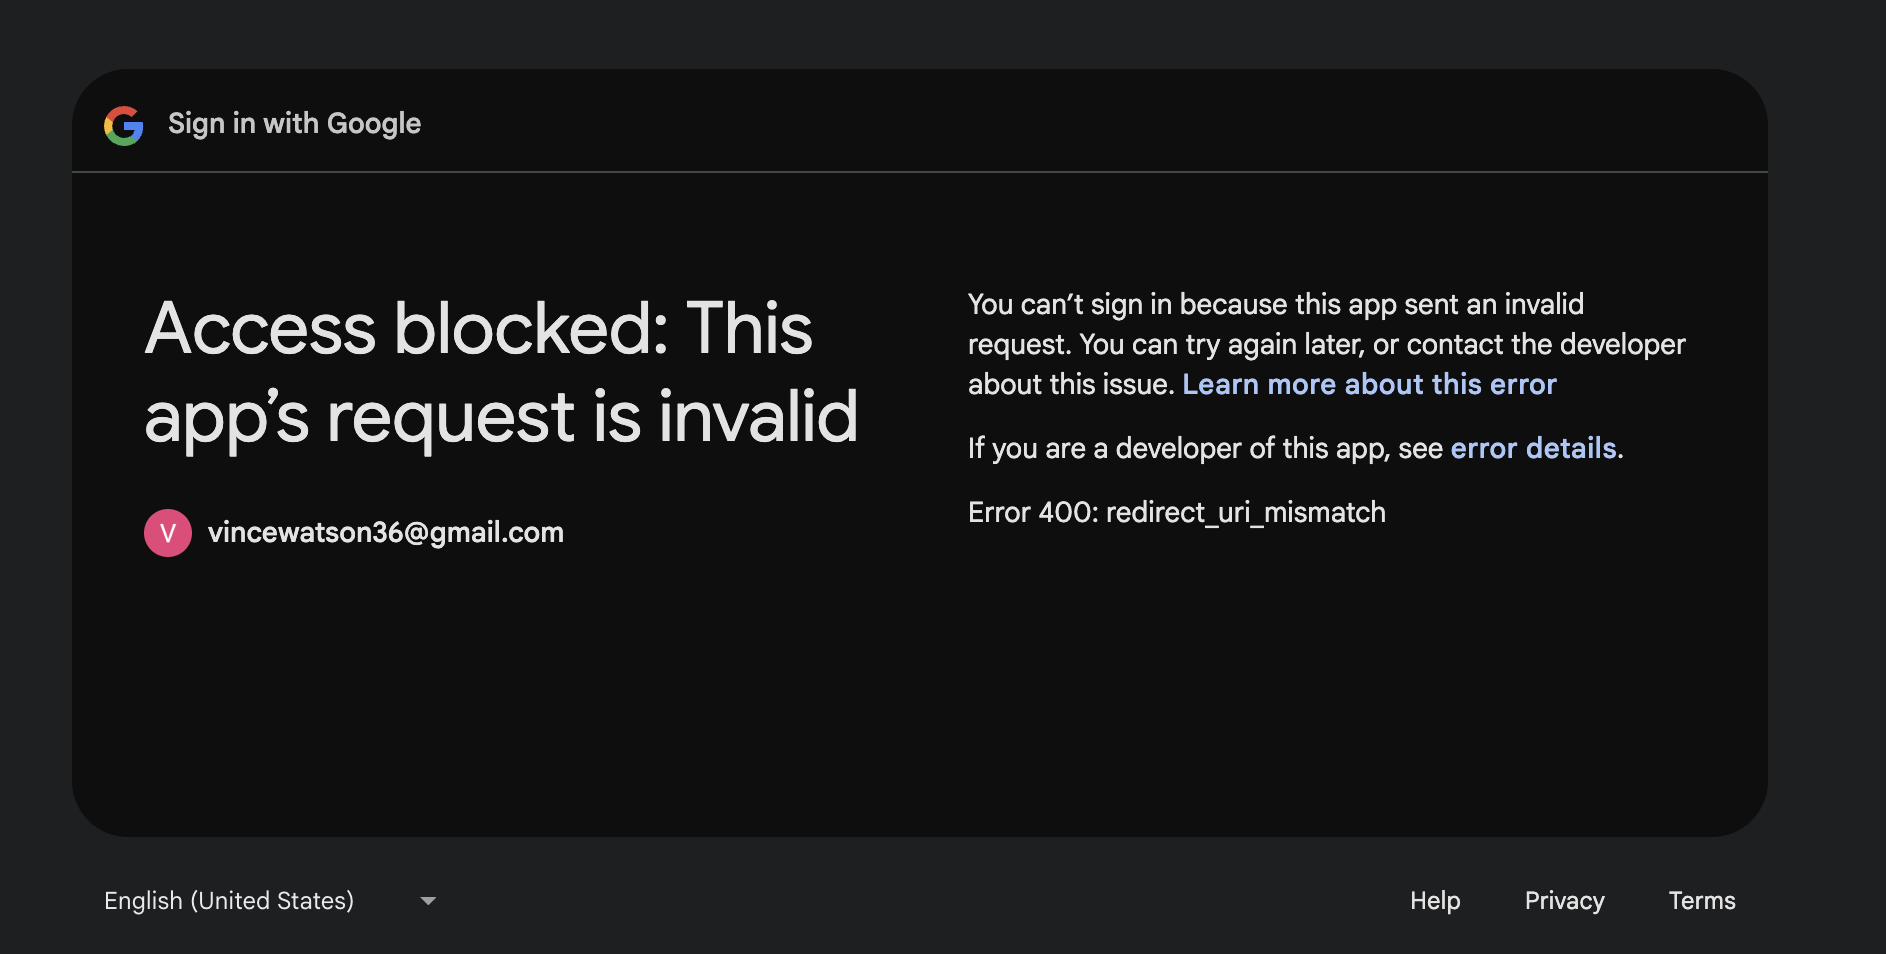 Sign in with Google
Access blocked: This
app’s request is invalid
V
vincewatson36@gmail.com
You can’t sign in because this app sent an invalid
request. You can try again later, or contact the developer
about this issue. Learn more about this error
If you are a developer of this app, see error details.
Error 400: redirect_uri_mismatch
English (United States)
Help
Privacy
Terms